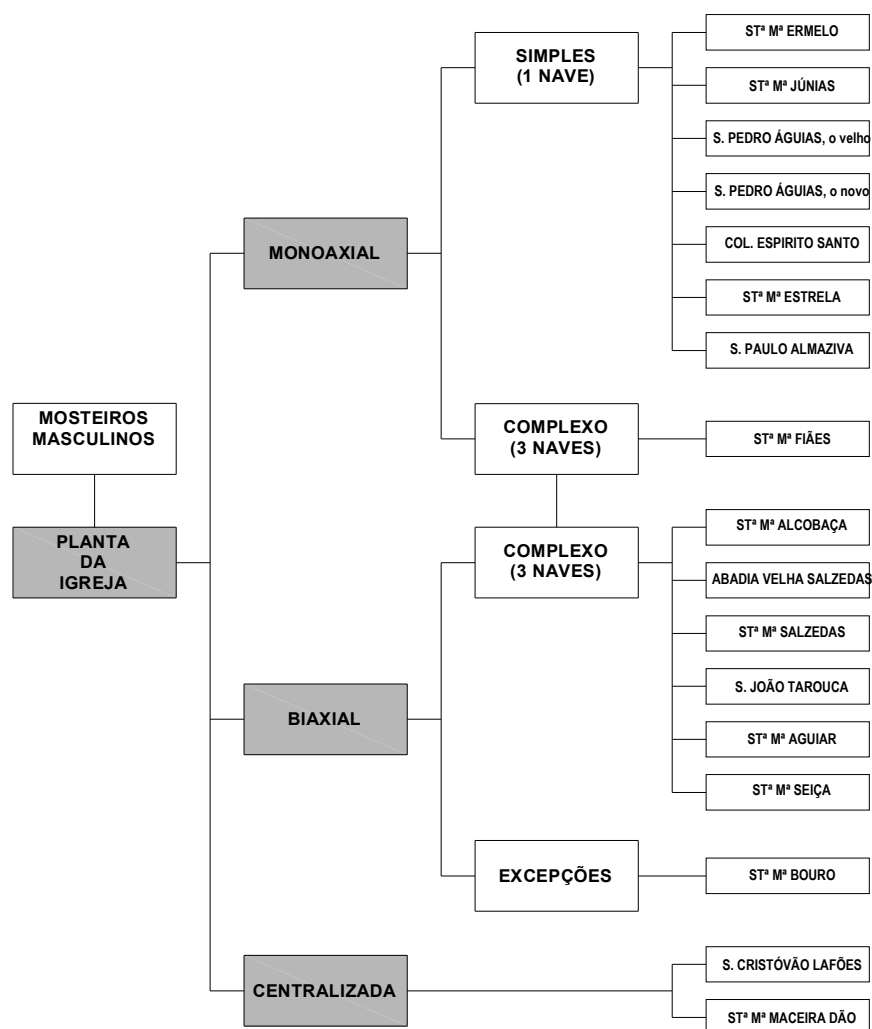 MOSTEIROS
MASCULINOS
PLANTA
DA
IGREJA
MONOAXIAL
SIMPLES
(1 NAVE)
STª Mª ERMELO
STª Mª JÚNIAS
S. PEDRO ÁGUIAS, o velho
S. PEDRO ÁGUIAS, o novo
COL. ESPIRITO SANTO
STª Mª ESTRELA
S. PAULO ALMAZIVA
COMPLEXO
(3 NAVES)
STª Mª FIÃES
BIAXIAL
COMPLEXO
(3 NAVES)
STª Mª ALCOBAÇA
ABADIA VELHA SALZEDAS
STª Mª SALZEDAS
S. JOÃO TAROUCA
STª Mª AGUIAR
STª Mª SEIÇA
EXCEPÇÕES
STª Mª BOURO
CENTRALIZADA
S. CRISTÓVÃO LAFÕES
STª Mª MACEIRA DÃO